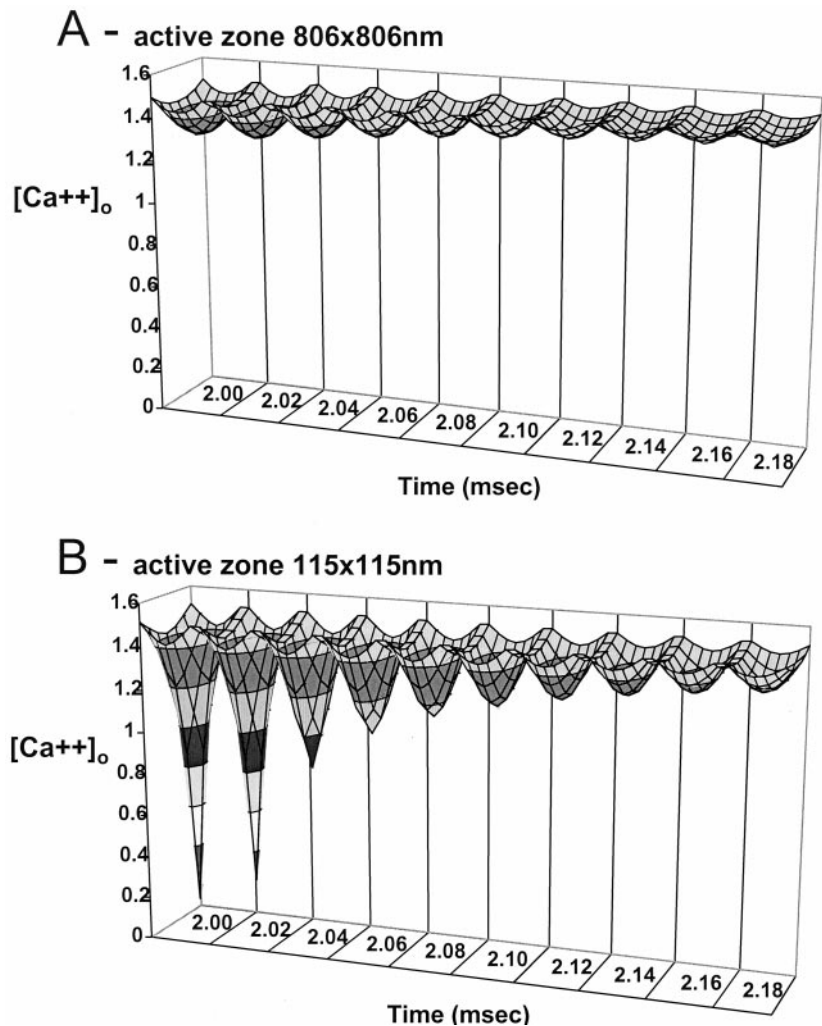 A - active zone 806x806nm
1.6
1.4
1.2
[Ca++]o
1
0.8
0.6
0.4
0.2
0
2.00 2.02 2.04 2.06 2.08 2.10 2.12 2.14 2.16 2.18
Time (msec)
B - active zone 115x115nm
1.6
1.4
1.2
[Ca++]o
1
0.8
0.6
0.4
0.2
0
2.00 2.02 2.04 2.06 2.08 2.10 2.12 2.14 2.16 2.18
Time (msec)